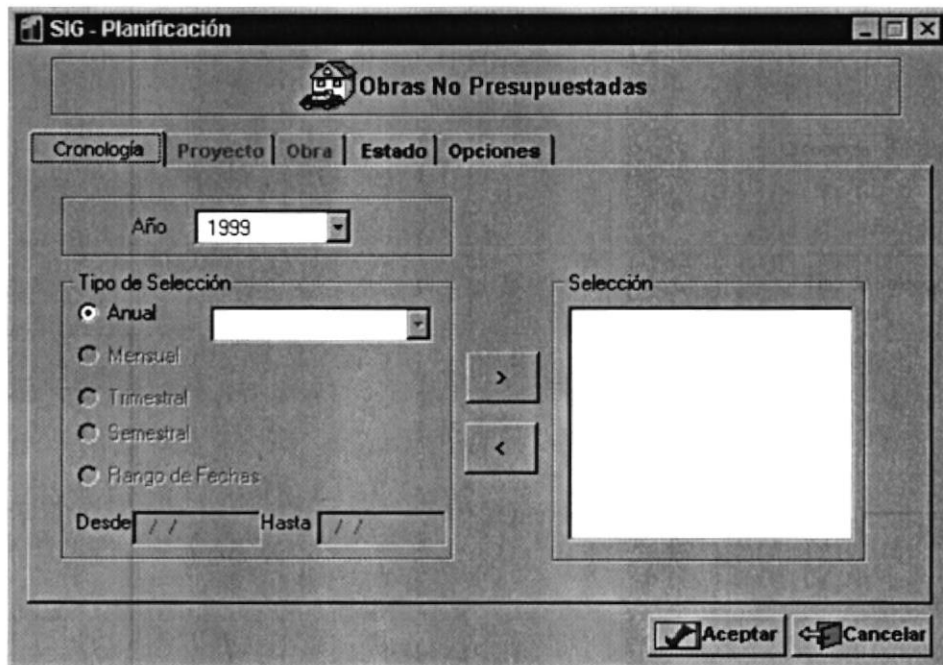 SIG - Planificación
Obras No Presupuestadas
Cronología Proyecto Obra Estado Opciones
Año 1999
Tipo de Selección
Anual
Mensual
Trimestral
Semestral
Rango de Fechas
Desde / / Hasta / /
>
<
Selección
Aceptar Cancelar